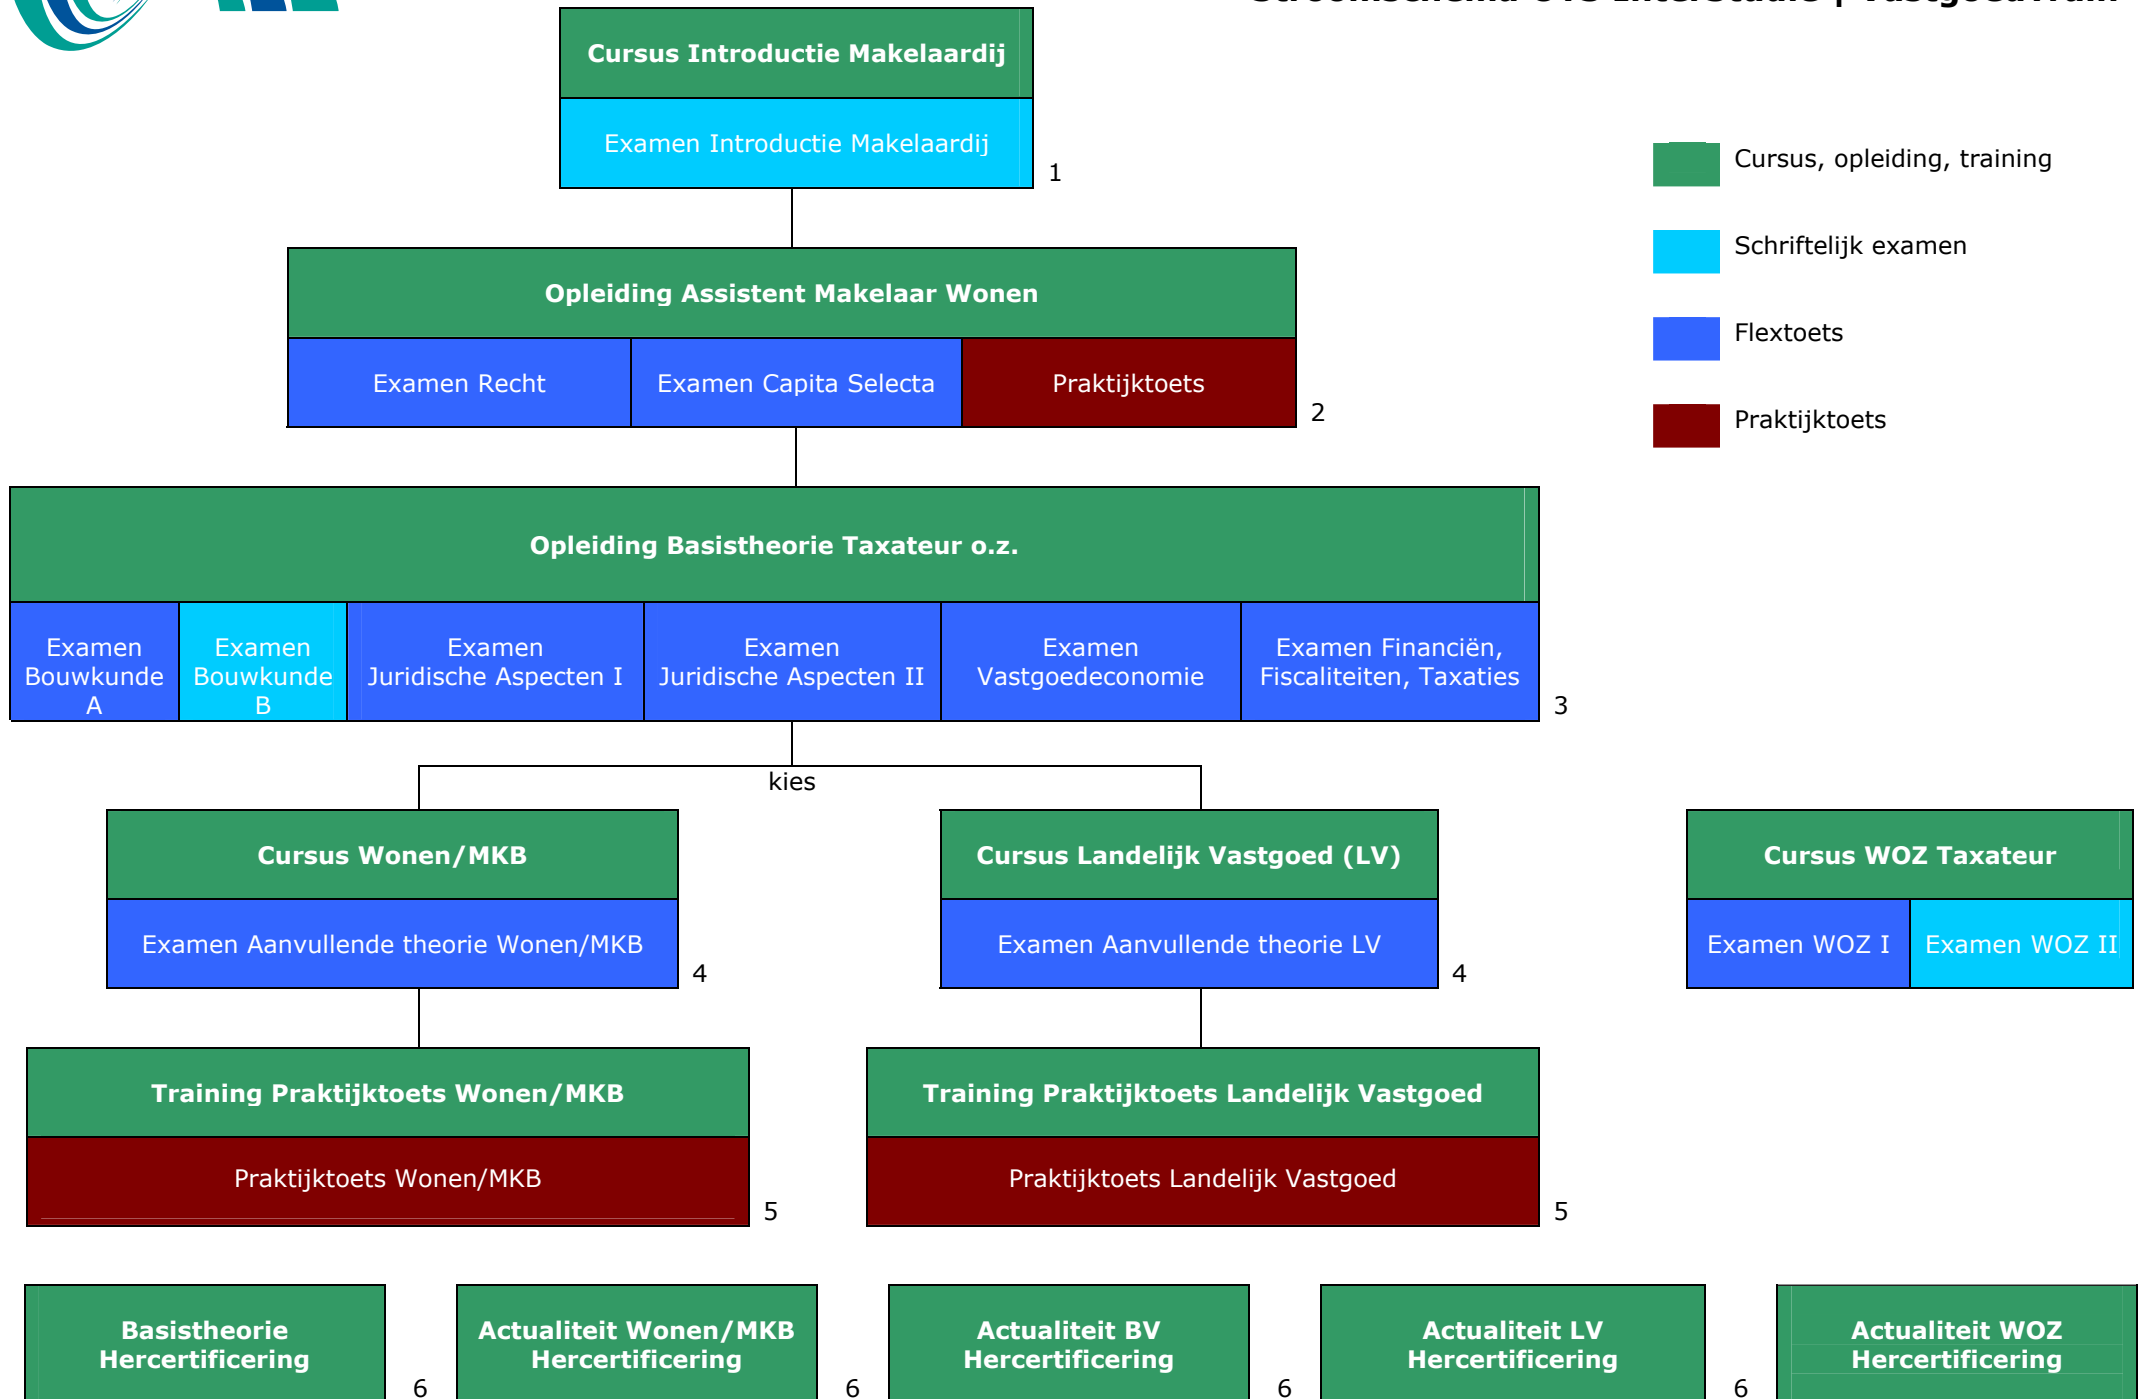 Cursus Introductie Makelaardij
Examen Introductie Makelaardij
1
Cursus, opleiding, training
Schriftelijk examen
Flextoets
Praktijktoets
Opleiding Assistent Makelaar Wonen
Examen Recht
Examen Capita Selecta
Praktijktoets
2
Opleiding Basistheorie Taxateur o.z.
Examen
Bouwkunde
A
Examen
Bouwkunde
B
Examen
Juridische Aspecten I
Examen
Juridische Aspecten II
Examen
Vastgoedeconomie
Examen Financiën,
Fiscaliteiten, Taxaties
3
kies
Cursus Wonen/MKB
Examen Aanvullende theorie Wonen/MKB
4
Cursus Landelijk Vastgoed (LV)
Examen Aanvullende theorie LV
4
Cursus WOZ Taxateur
Examen WOZ I
Examen WOZ II
Training Praktijktoets Wonen/MKB
Praktijktoets Wonen/MKB
5
Training Praktijktoets Landelijk Vastgoed
Praktijktoets Landelijk Vastgoed
5
Basistheorie
Hercertificering
6
Actualiteit Wonen/MKB
Hercertificering
6
Actualiteit BV
Hercertificering
6
Actualiteit LV
Hercertificering
6
Actualiteit WOZ
Hercertificering